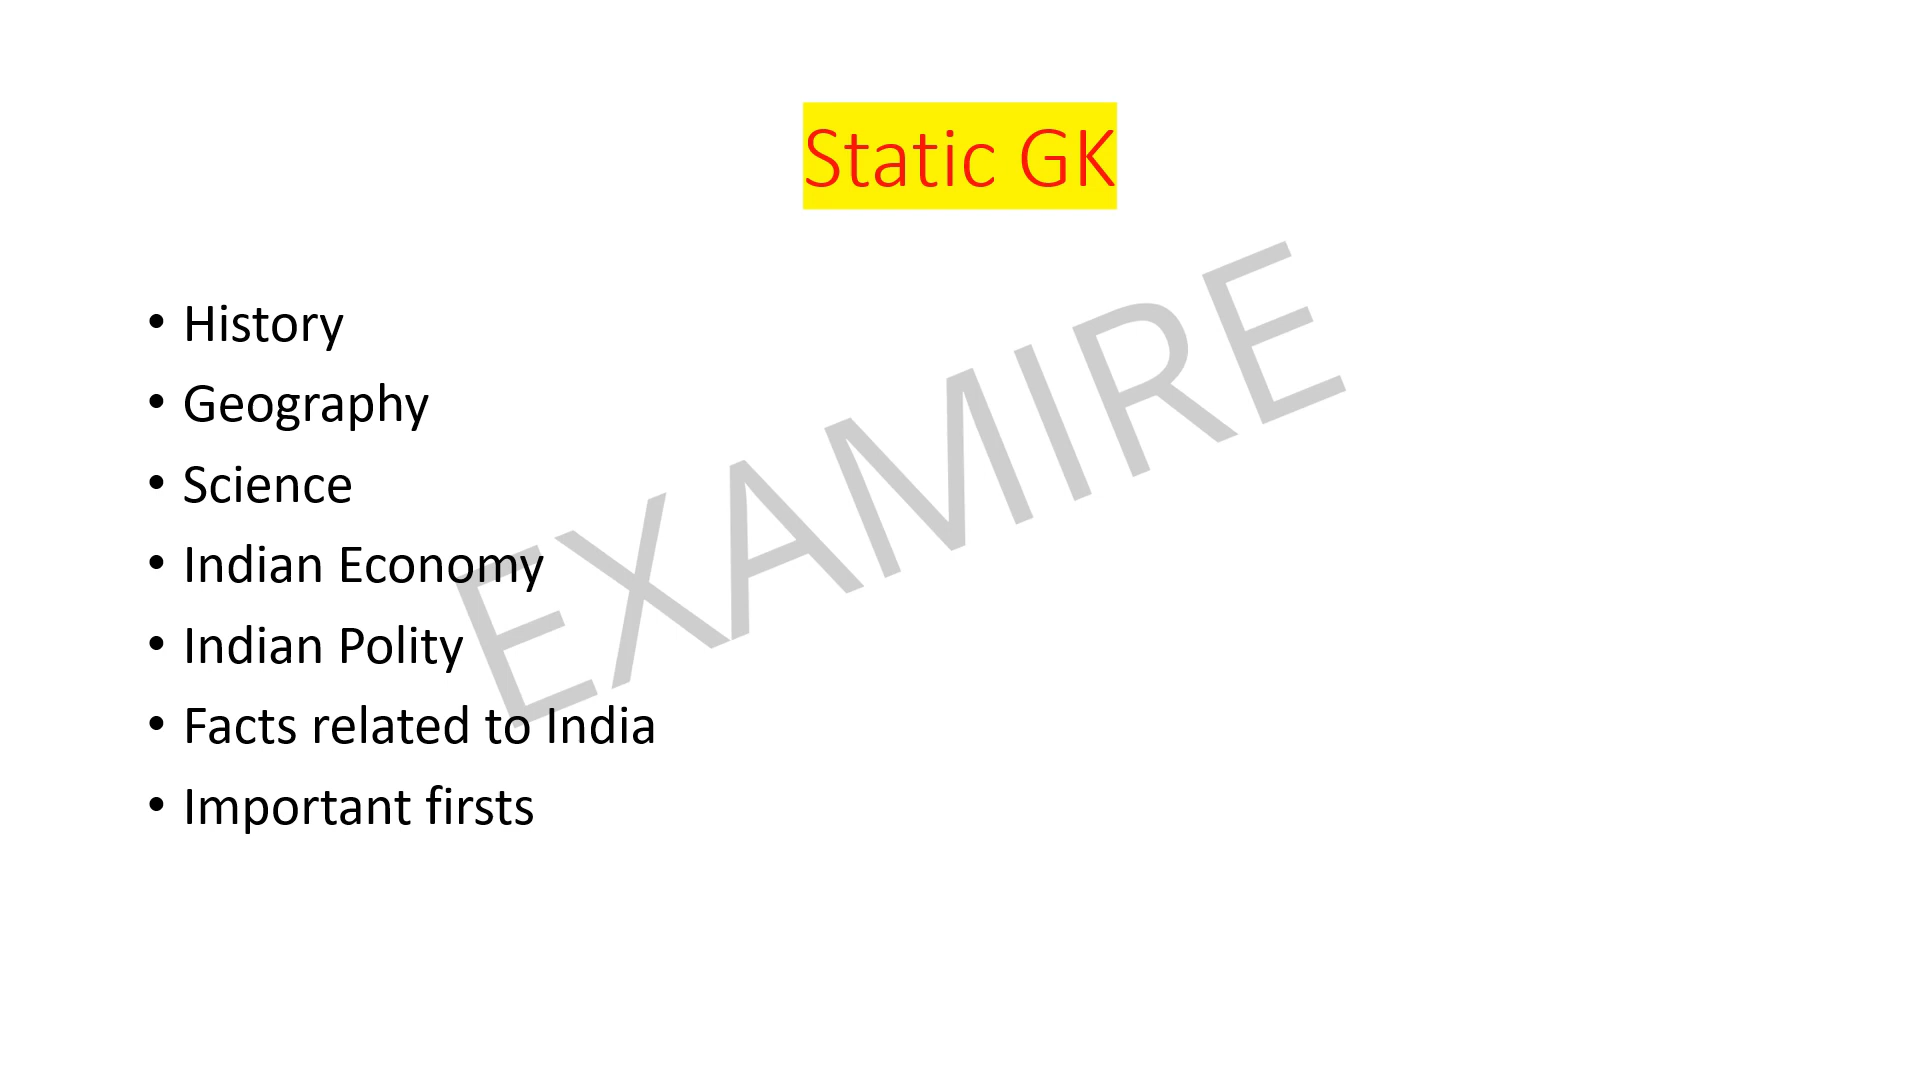 Static GK
• History
• Geography
• Science
• Indian Economy
• Indian Polity
• Facts related to India
• Important firsts
EXAMIRE